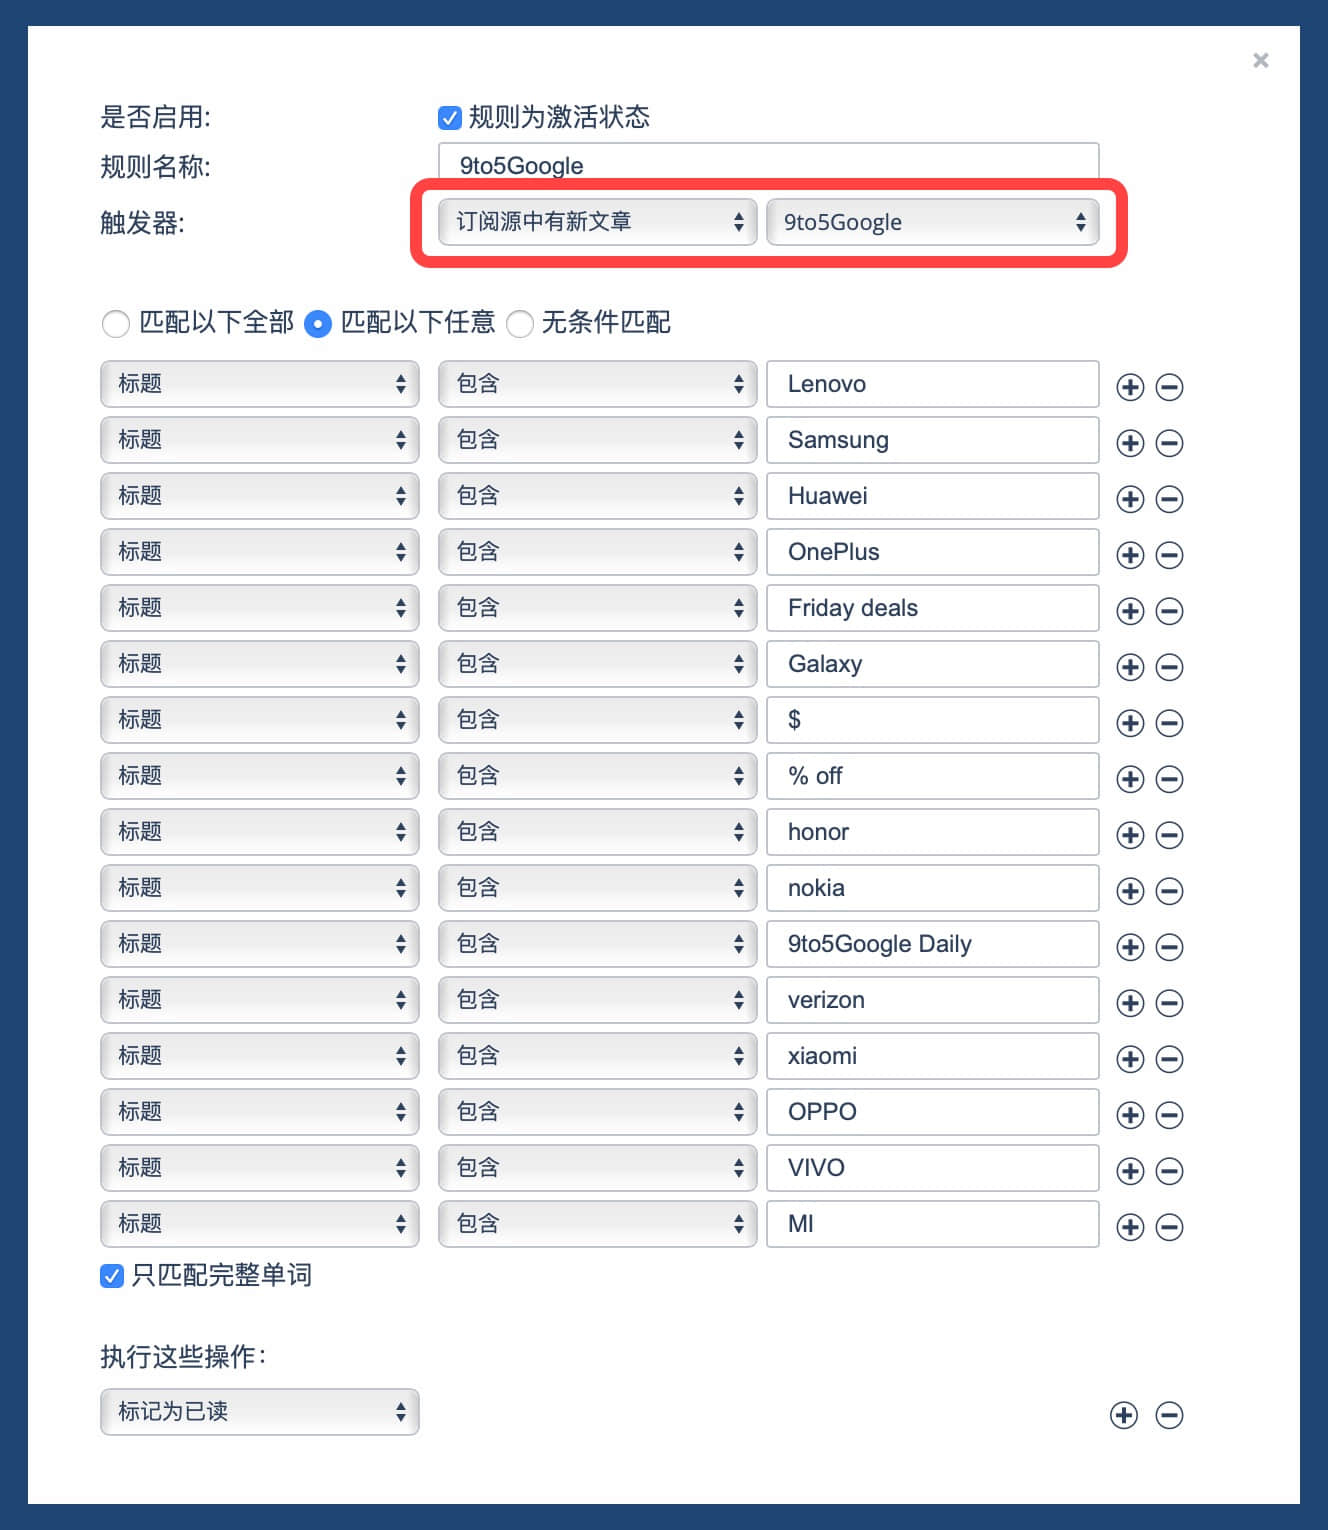 ×
是否启用: 规则为激活状态
规则名称: 9to5Google
触发器: 订阅源中有新文章 9to5Google
匹配以下全部 匹配以下任意 无条件匹配
标题 包含 Lenovo
标题 包含 Samsung
标题 包含 Huawei
标题 包含 OnePlus
标题 包含 Friday deals
标题 包含 Galaxy
标题 包含 $
标题 包含 % off
标题 包含 honor
标题 包含 nokia
标题 包含 9to5Google Daily
标题 包含 verizon
标题 包含 xiaomi
标题 包含 OPPO
标题 包含 VIVO
标题 包含 MI
只匹配完整单词
执行这些操作：
标记为已读